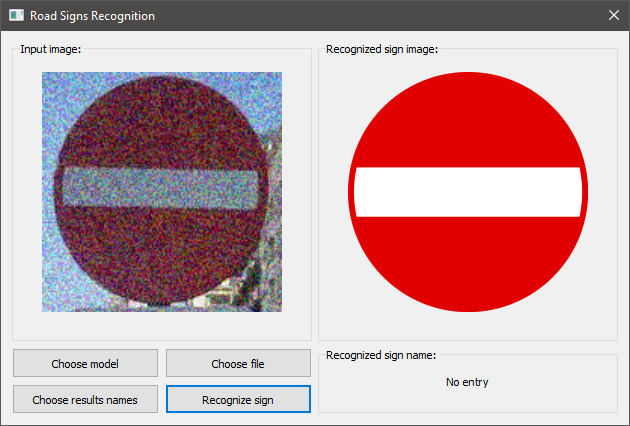 Road Signs Recognition
Input image:
Recognized sign image:
Choose model
Choose file
Choose results names
Recognize sign
Recognized sign name:
No entry